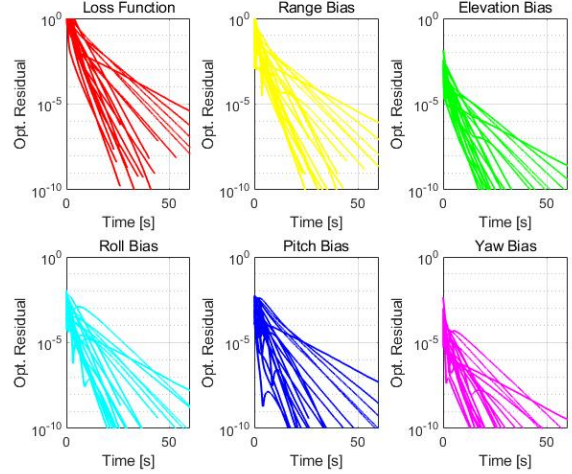 Loss Function
Range Bias
Elevation Bias
10^0
10^-5
10^-10
Opt. Residual
0
50
Time [s]
10^0
10^-5
10^-10
Opt. Residual
0
50
Time [s]
10^0
10^-5
10^-10
Opt. Residual
0
50
Time [s]
Roll Bias
Pitch Bias
Yaw Bias
10^0
10^-5
10^-10
Opt. Residual
0
50
Time [s]
10^0
10^-5
10^-10
Opt. Residual
0
50
Time [s]
10^0
10^-5
10^-10
Opt. Residual
0
50
Time [s]